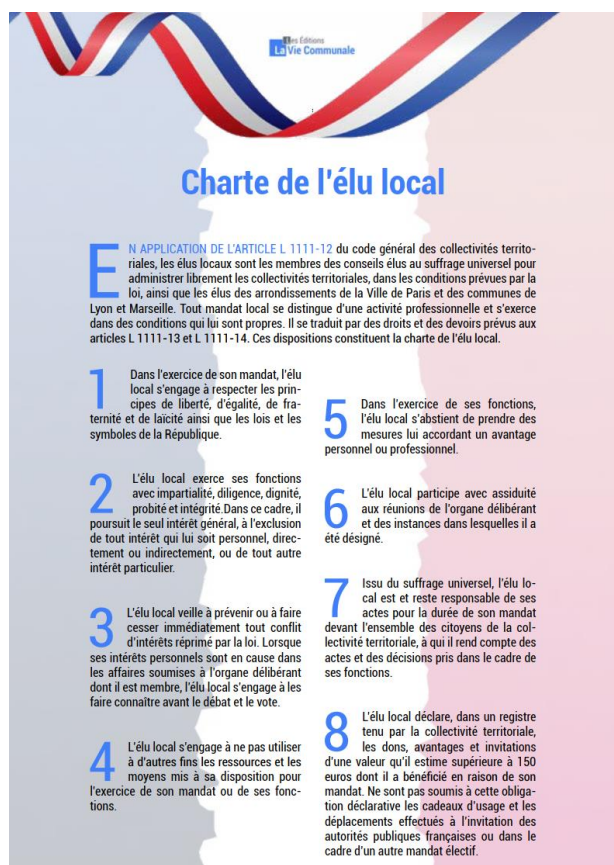 Les Éditions
La Vie Communale
Charte de l'élu local
EN APPLICATION DE L'ARTICLE L 1111-12 du code général des collectivités territo-
riales, les élus locaux sont les membres des conseils élus au suffrage universel pour
administrer librement les collectivités territoriales, dans les conditions prévues par la
loi, ainsi que les élus des arrondissements de la Ville de Paris et des communes de
Lyon et Marseille. Tout mandat local se distingue d'une activité professionnelle et s'exerce
dans des conditions qui lui sont propres. Il se traduit par des droits et des devoirs prévus aux
articles L 1111-13 et L 1111-14. Ces dispositions constituent la charte de l'élu local.
1 Dans l'exercice de son mandat, l'élu
local s'engage à respecter les prin-
cipes de liberté, d'égalité, de fra-
ternité et de laïcité ainsi que les lois et les
symboles de la République.
2 L'élu local exerce ses fonctions
avec impartialité, diligence, dignité,
probité et intégrité.Dans ce cadre, il
poursuit le seul intérêt général, à l'exclusion
de tout intérêt qui lui soit personnel, direc-
tement ou indirectement, ou de tout autre
intérêt particulier.
3 L'élu local veille à prévenir ou à faire
cesser immédiatement tout conflit
d'intérêts réprimé par la loi. Lorsque
ses intérêts personnels sont en cause dans
les affaires soumises à l'organe délibérant
dont il est membre, l'élu local s'engage à les
faire connaître avant le débat et le vote.
4 L'élu local s'engage à ne pas utiliser
à d'autres fins les ressources et les
moyens mis à sa disposition pour
l'exercice de son mandat ou de ses fonc-
tions.
5 Dans l'exercice de ses fonctions,
l'élu local s'abstient de prendre des
mesures lui accordant un avantage
personnel ou professionnel.
6 L'élu local participe avec assiduité
aux réunions de l'organe délibérant
et des instances dans lesquelles il a
été désigné.
7 Issu du suffrage universel, l'élu lo-
cal est et reste responsable de ses
actes pour la durée de son mandat
devant l'ensemble des citoyens de la col-
lectivité territoriale, à qui il rend compte des
actes et des décisions pris dans le cadre de
ses fonctions.
8 L'élu local déclare, dans un registre
tenu par la collectivité territoriale,
les dons, avantages et invitations
d'une valeur qu'il estime supérieure à 150
euros dont il a bénéficié en raison de son
mandat. Ne sont pas soumis à cette obliga-
tion déclarative les cadeaux d'usage et les
déplacements effectués à l'invitation des
autorités publiques françaises ou dans le
cadre d'un autre mandat électif.